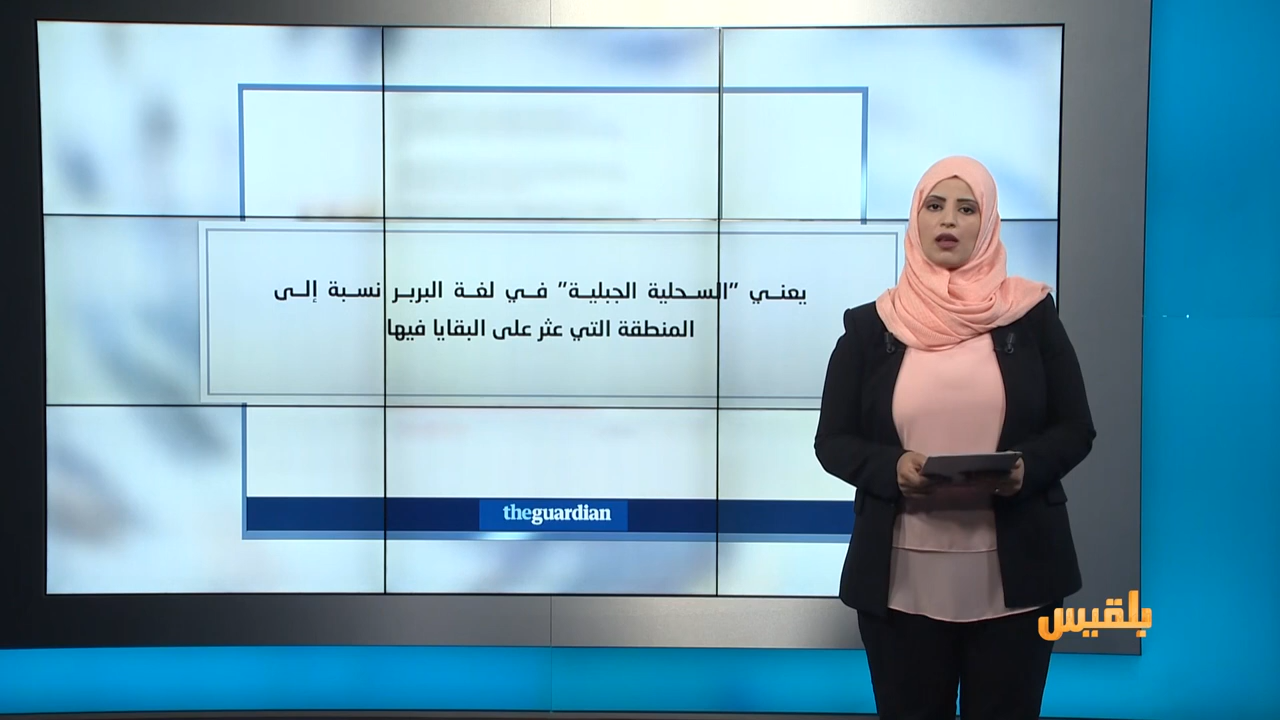 يعني "السحلية الجبلية" في لغة البربر نسبة إلى
المنطقة التي عثر على البقايا فيها
theguardian
بلقيس